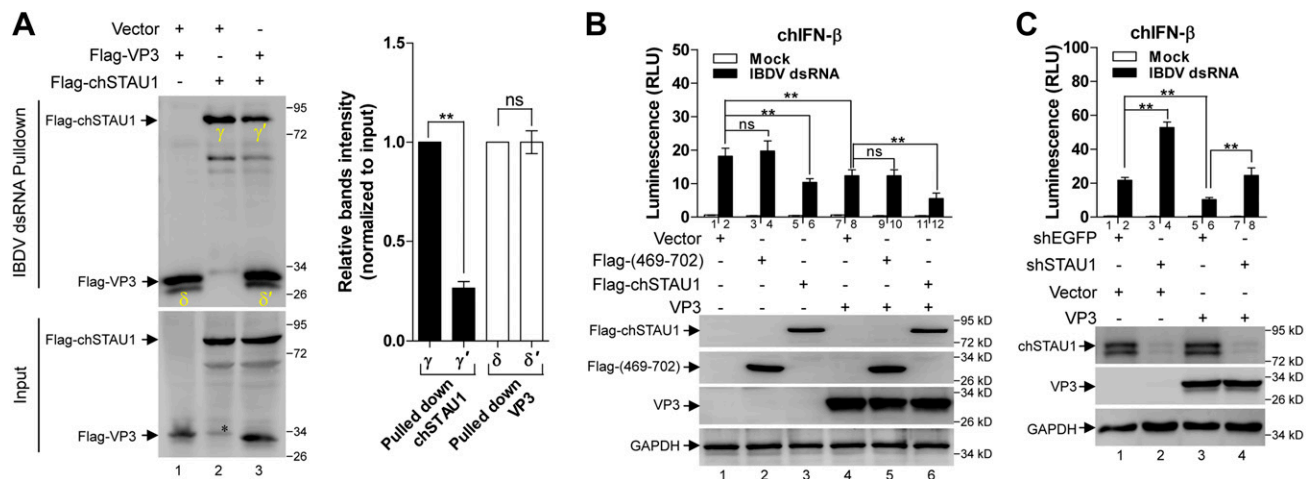 A
Vector + + -
Flag-VP3 + - +
Flag-chSTAU1 - + +
IBDV dsRNA Pulldown
Flag-chSTAU1
γ
γ′
95
72
Flag-VP3
δ
δ′
34
26
Input
Flag-chSTAU1
95
72
Flag-VP3
*
34
26
1 2 3
Relative bands intensity
(normalized to input)
1.5
1.0
0.5
0.0
**
ns
γ γ′ δ δ′
Pulled down
chSTAU1
Pulled down
VP3
B
chIFN-β
Mock
IBDV dsRNA
Luminescence (RLU)
50
40
30
20
10
0
**
**
ns
**
ns
1 2 3 4 5 6 7 8 9 10 11 12
Vector + - - + - -
Flag-(469-702) - + - - + -
Flag-chSTAU1 - - + - - +
VP3 - - - + + +
Flag-chSTAU1
95 kD
72 kD
Flag-(469-702)
34 kD
26 kD
VP3
34 kD
26 kD
GAPDH
34 kD
1 2 3 4 5 6
C
chIFN-β
Mock
IBDV dsRNA
Luminescence (RLU)
100
80
60
40
20
0
**
**
**
1 2 3 4 5 6 7 8
shEGFP + - + -
shSTAU1 - + - +
Vector + + - -
VP3 - - + +
chSTAU1
95 kD
72 kD
VP3
34 kD
26 kD
GAPDH
34 kD
1 2 3 4